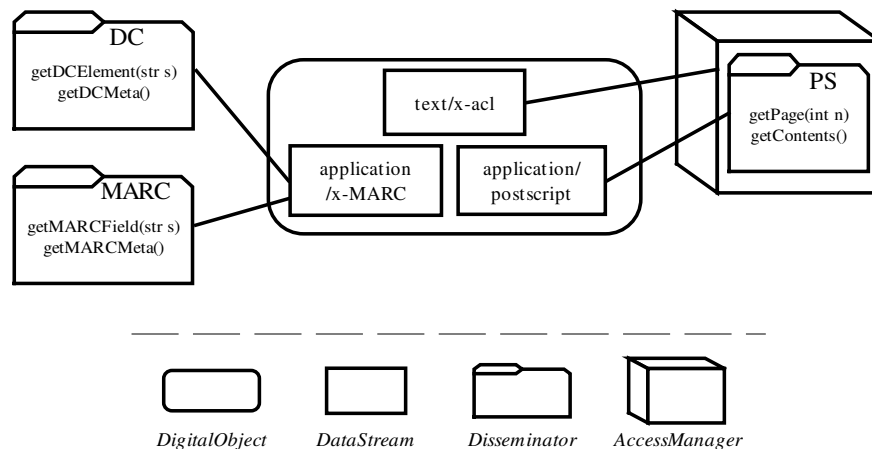 DC
getDCElement(str s)
getDCMeta()
MARC
getMARCField(str s)
getMARCMeta()
text/x-acl
application
/x-MARC
application/
postscript
PS
getPage(int n)
getContents()
DigitalObject
DataStream
Disseminator
AccessManager